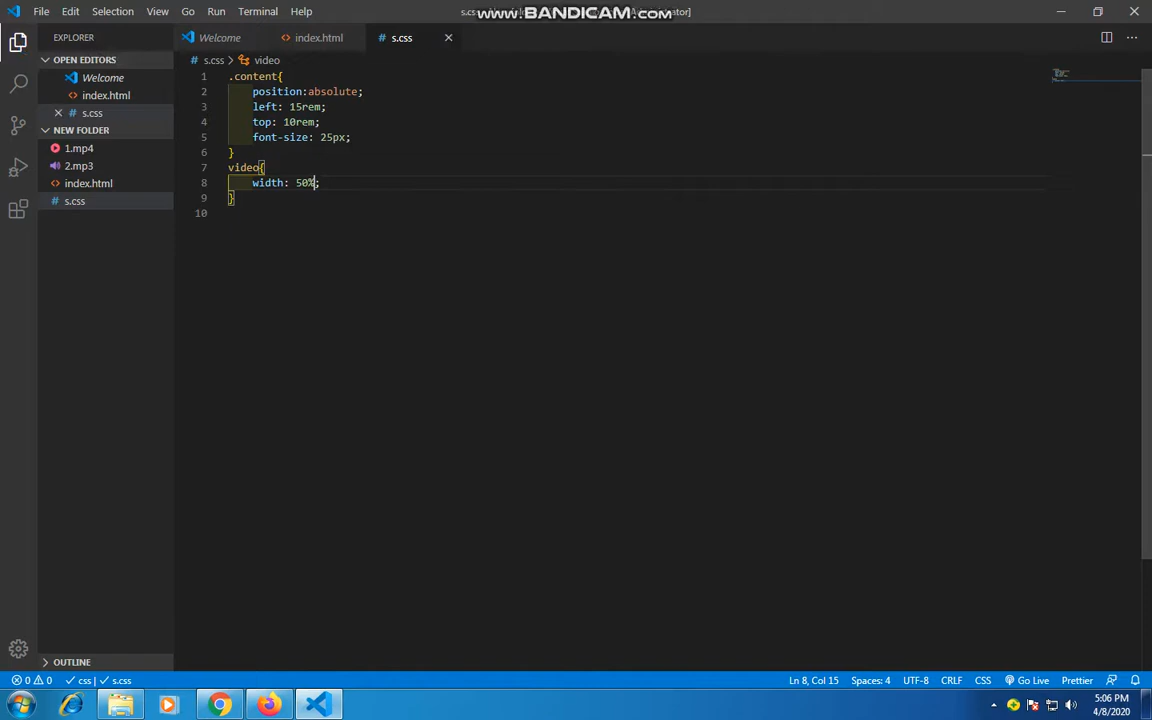 File Edit Selection View Go Run Terminal Help
www.BANDICAM.com
EXPLORER
OPEN EDITORS
Welcome
index.html
s.css
NEW FOLDER
1.mp4
2.mp3
index.html
s.css
OUTLINE
Welcome index.html s.css
s.css > video
1 .content{
2 position:absolute;
3 left: 15rem;
4 top: 10rem;
5 font-size: 25px;
6 }
7 video{
8 width: 50%;
9 }
10
0 0 css | s.css Ln 8, Col 15 Spaces: 4 UTF-8 CRLF CSS Go Live Prettier
5:06 PM
4/8/2020